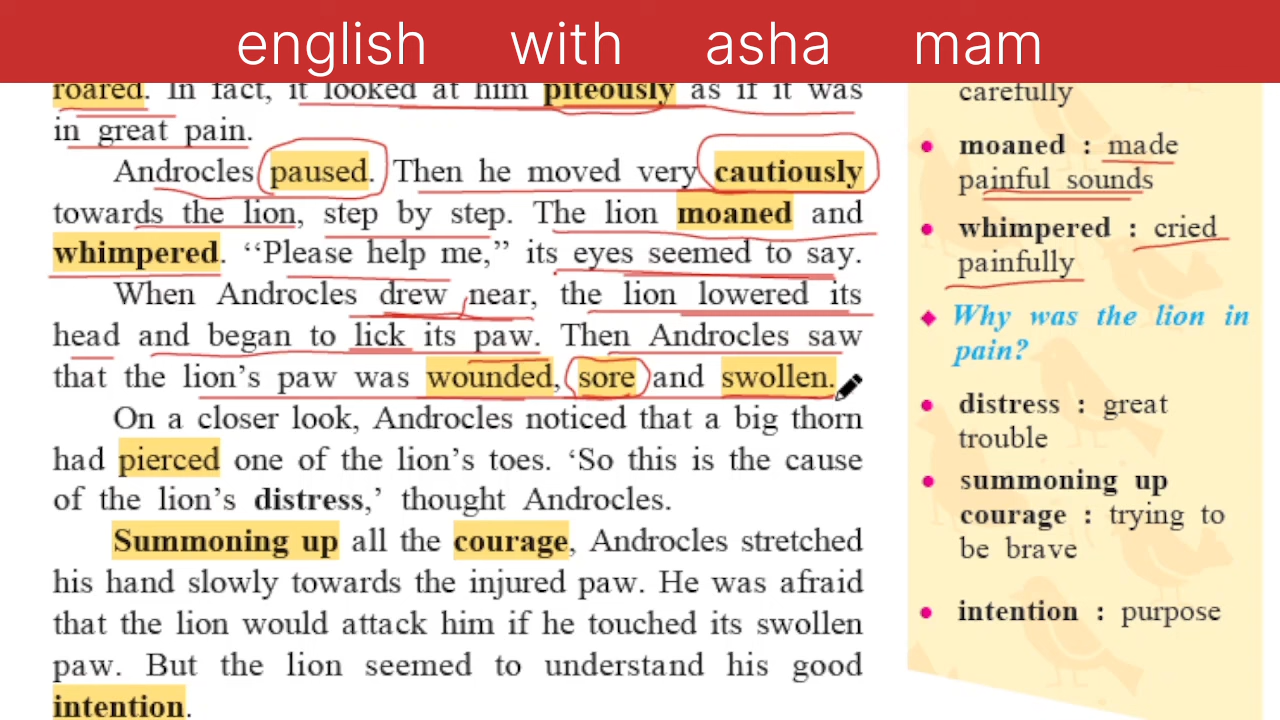 english with asha mam
roared. In fact, it looked at him piteously as if it was
in great pain.
Androcles paused. Then he moved very cautiously
towards the lion, step by step. The lion moaned and
whimpered. ‘‘Please help me,’’ its eyes seemed to say.
When Androcles drew near, the lion lowered its
head and began to lick its paw. Then Androcles saw
that the lion’s paw was wounded, sore and swollen.
On a closer look, Androcles noticed that a big thorn
had pierced one of the lion’s toes. ‘So this is the cause
of the lion’s distress,’ thought Androcles.
Summoning up all the courage, Androcles stretched
his hand slowly towards the injured paw. He was afraid
that the lion would attack him if he touched its swollen
paw. But the lion seemed to understand his good
intention.
carefully
• moaned : made
painful sounds
• whimpered : cried
painfully
◆ Why was the lion in
pain?
• distress : great
trouble
• summoning up
courage : trying to
be brave
• intention : purpose